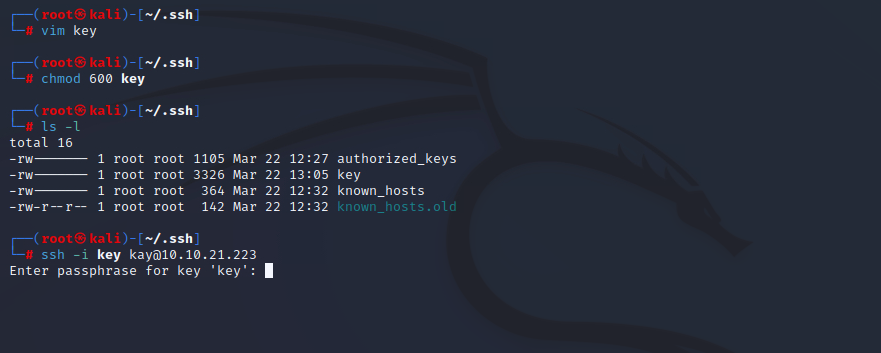 ┌──(root㉿kali)-[~/.ssh]
└─# vim key
┌──(root㉿kali)-[~/.ssh]
└─# chmod 600 key
┌──(root㉿kali)-[~/.ssh]
└─# ls -l
total 16
-rw------- 1 root root 1105 Mar 22 12:27 authorized_keys
-rw------- 1 root root 3326 Mar 22 13:05 key
-rw------- 1 root root  364 Mar 22 12:32 known_hosts
-rw-r--r-- 1 root root  142 Mar 22 12:32 known_hosts.old
┌──(root㉿kali)-[~/.ssh]
└─# ssh -i key kay@10.10.21.223
Enter passphrase for key 'key':